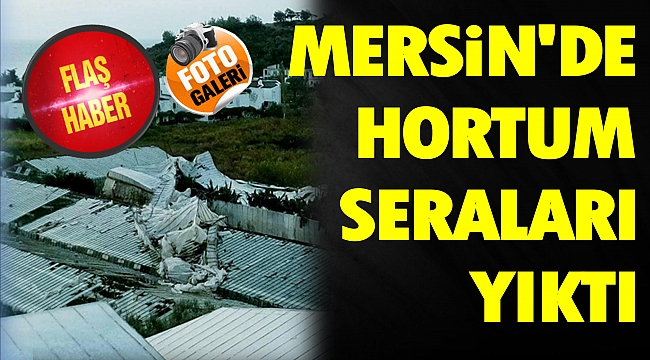 FLAŞ
HABER
FOTO
GALERİ
MERSİN'DE
HORTUM
SERALARI
YIKTI